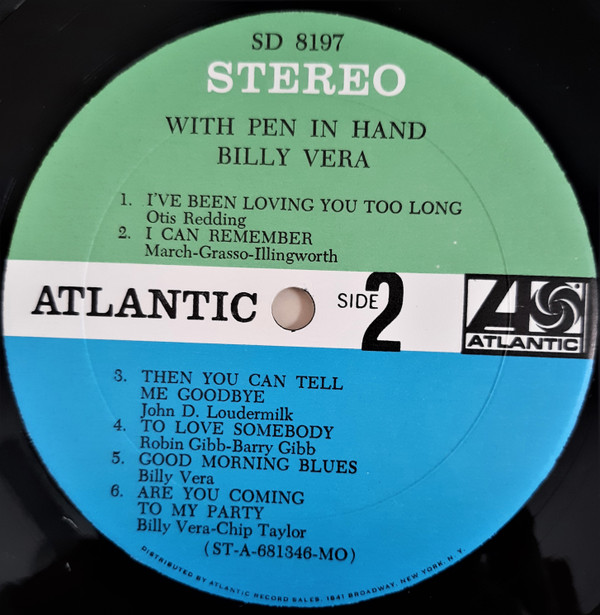 SD 8197
STEREO
WITH PEN IN HAND
BILLY VERA
1. I'VE BEEN LOVING YOU TOO LONG
Otis Redding
2. I CAN REMEMBER
March-Grasso-Illingworth
ATLANTIC SIDE 2
ATLANTIC
3. THEN YOU CAN TELL
ME GOODBYE
John D. Loudermilk
4. TO LOVE SOMEBODY
Robin Gibb-Barry Gibb
5. GOOD MORNING BLUES
Billy Vera
6. ARE YOU COMING
TO MY PARTY
Billy Vera-Chip Taylor
(ST-A-681346-MO)
DISTRIBUTED BY ATLANTIC RECORD SALES, 1841 BROADWAY, NEW YORK, N. Y.